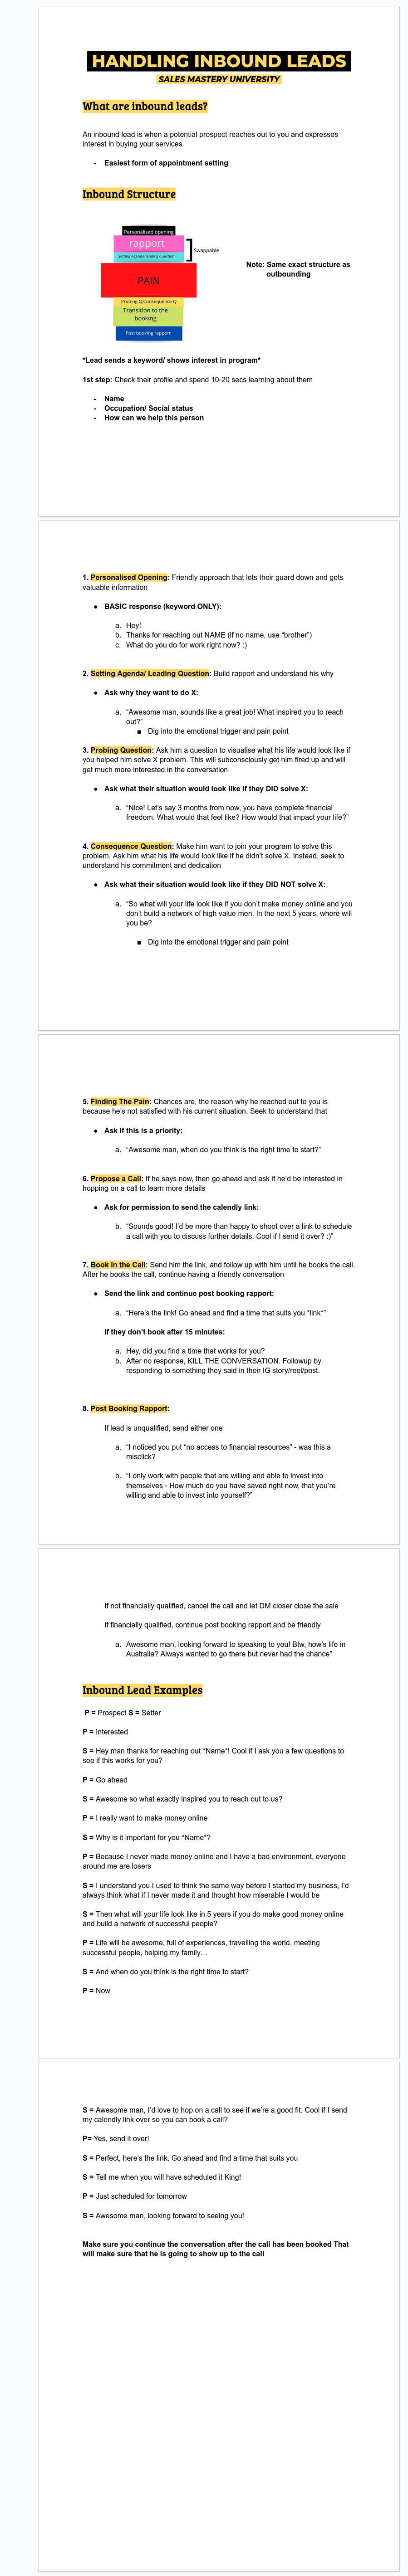 HANDLING INBOUND LEADS
SALES MASTERY UNIVERSITY
What are inbound leads?
An inbound lead is when a potential prospect reaches out to you and expresses
interest in buying your services
- Easiest form of appointment setting
Inbound Structure
Personalised opening
rapport
Setting Agenda/leading question
Swappable
PAIN
Probing Q,Consequence Q
Transition to the
booking
Post booking rapport
Note: Same exact structure as
outbounding
*Lead sends a keyword/ shows interest in program*
1st step: Check their profile and spend 10-20 secs learning about them
- Name
- Occupation/ Social status
- How can we help this person
1. Personalised Opening: Friendly approach that lets their guard down and gets
valuable information
● BASIC response (keyword ONLY):
a. Hey!
b. Thanks for reaching out NAME (if no name, use “brother”)
c. What do you do for work right now? :)
2. Setting Agenda/ Leading Question: Build rapport and understand his why
● Ask why they want to do X:
a. “Awesome man, sounds like a great job! What inspired you to reach
out?”
■ Dig into the emotional trigger and pain point
3. Probing Question: Ask him a question to visualise what his life would look like if
you helped him solve X problem. This will subconsciously get him fired up and will
get much more interested in the conversation
● Ask what their situation would look like if they DID solve X:
a. “Nice! Let’s say 3 months from now, you have complete financial
freedom. What would that feel like? How would that impact your life?”
4. Consequence Question: Make him want to join your program to solve this
problem. Ask him what his life would look like if he didn’t solve X. Instead, seek to
understand his commitment and dedication
● Ask what their situation would look like if they DID NOT solve X:
a. “So what will your life look like if you don’t make money online and you
don’t build a network of high value men. In the next 5 years, where will
you be?
■ Dig into the emotional trigger and pain point
5. Finding The Pain: Chances are, the reason why he reached out to you is
because he’s not satisfied with his current situation. Seek to understand that
● Ask if this is a priority:
a. “Awesome man, when do you think is the right time to start?”
6. Propose a Call: If he says now, then go ahead and ask if he’d be interested in
hopping on a call to learn more details
● Ask for permission to send the calendly link:
b. “Sounds good! I’d be more than happy to shoot over a link to schedule
a call with you to discuss further details. Cool if I send it over? :)”
7. Book in the Call: Send him the link, and follow up with him until he books the call.
After he books the call, continue having a friendly conversation
● Send the link and continue post booking rapport:
a. “Here’s the link! Go ahead and find a time that suits you *link*”
If they don’t book after 15 minutes:
a. Hey, did you find a time that works for you?
b. After no response, KILL THE CONVERSATION. Followup by
responding to something they said in their IG story/reel/post.
8. Post Booking Rapport:
If lead is unqualified, send either one
a. “I noticed you put “no access to financial resources” - was this a
misclick?
b. “I only work with people that are willing and able to invest into
themselves - How much do you have saved right now, that you’re
willing and able to invest into yourself?”
If not financially qualified, cancel the call and let DM closer close the sale
If financially qualified, continue post booking rapport and be friendly
a. Awesome man, looking forward to speaking to you! Btw, how’s life in
Australia? Always wanted to go there but never had the chance”
Inbound Lead Examples
P = Prospect S = Setter
P = Interested
S = Hey man thanks for reaching out *Name*! Cool if I ask you a few questions to
see if this works for you?
P = Go ahead
S = Awesome so what exactly inspired you to reach out to us?
P = I really want to make money online
S = Why is it important for you *Name*?
P = Because I never made money online and I have a bad environment, everyone
around me are losers
S = I understand you I used to think the same way before I started my business, I’d
always think what if I never made it and thought how miserable I would be
S = Then what will your life look like in 5 years if you do make good money online
and build a network of successful people?
P = Life will be awesome, full of experiences, travelling the world, meeting
successful people, helping my family…
S = And when do you think is the right time to start?
P = Now
S = Awesome man, I’d love to hop on a call to see if we’re a good fit. Cool if I send
my calendly link over so you can book a call?
P= Yes, send it over!
S = Perfect, here’s the link. Go ahead and find a time that suits you
S = Tell me when you will have scheduled it King!
P = Just scheduled for tomorrow
S = Awesome man, looking forward to seeing you!
Make sure you continue the conversation after the call has been booked That
will make sure that he is going to show up to the call